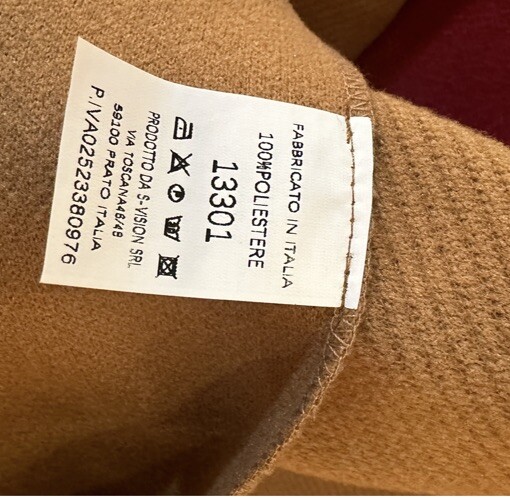 FABBRICATO IN ITALIA
100%POLIESTERE
13301
PRODOTTO DA S-VISION SRL
VIA TOSCANA46/48
59100 PRATO ITALIA
P.IVA02523380976